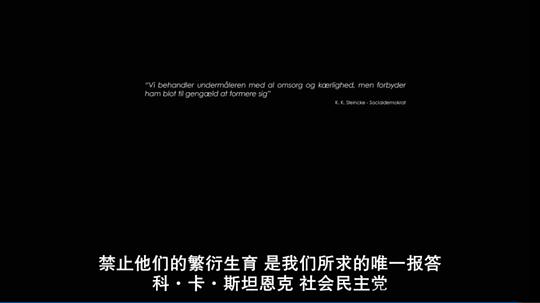 "Vi behandler undermåleren med al omsorg og kærlighed, men forbyder
ham blot til gengæld at formere sig"
K. K. Steincke - Socialdemokrat
禁止他们的繁衍生育 是我们所求的唯一报答
科·卡·斯坦恩克 社会民主党